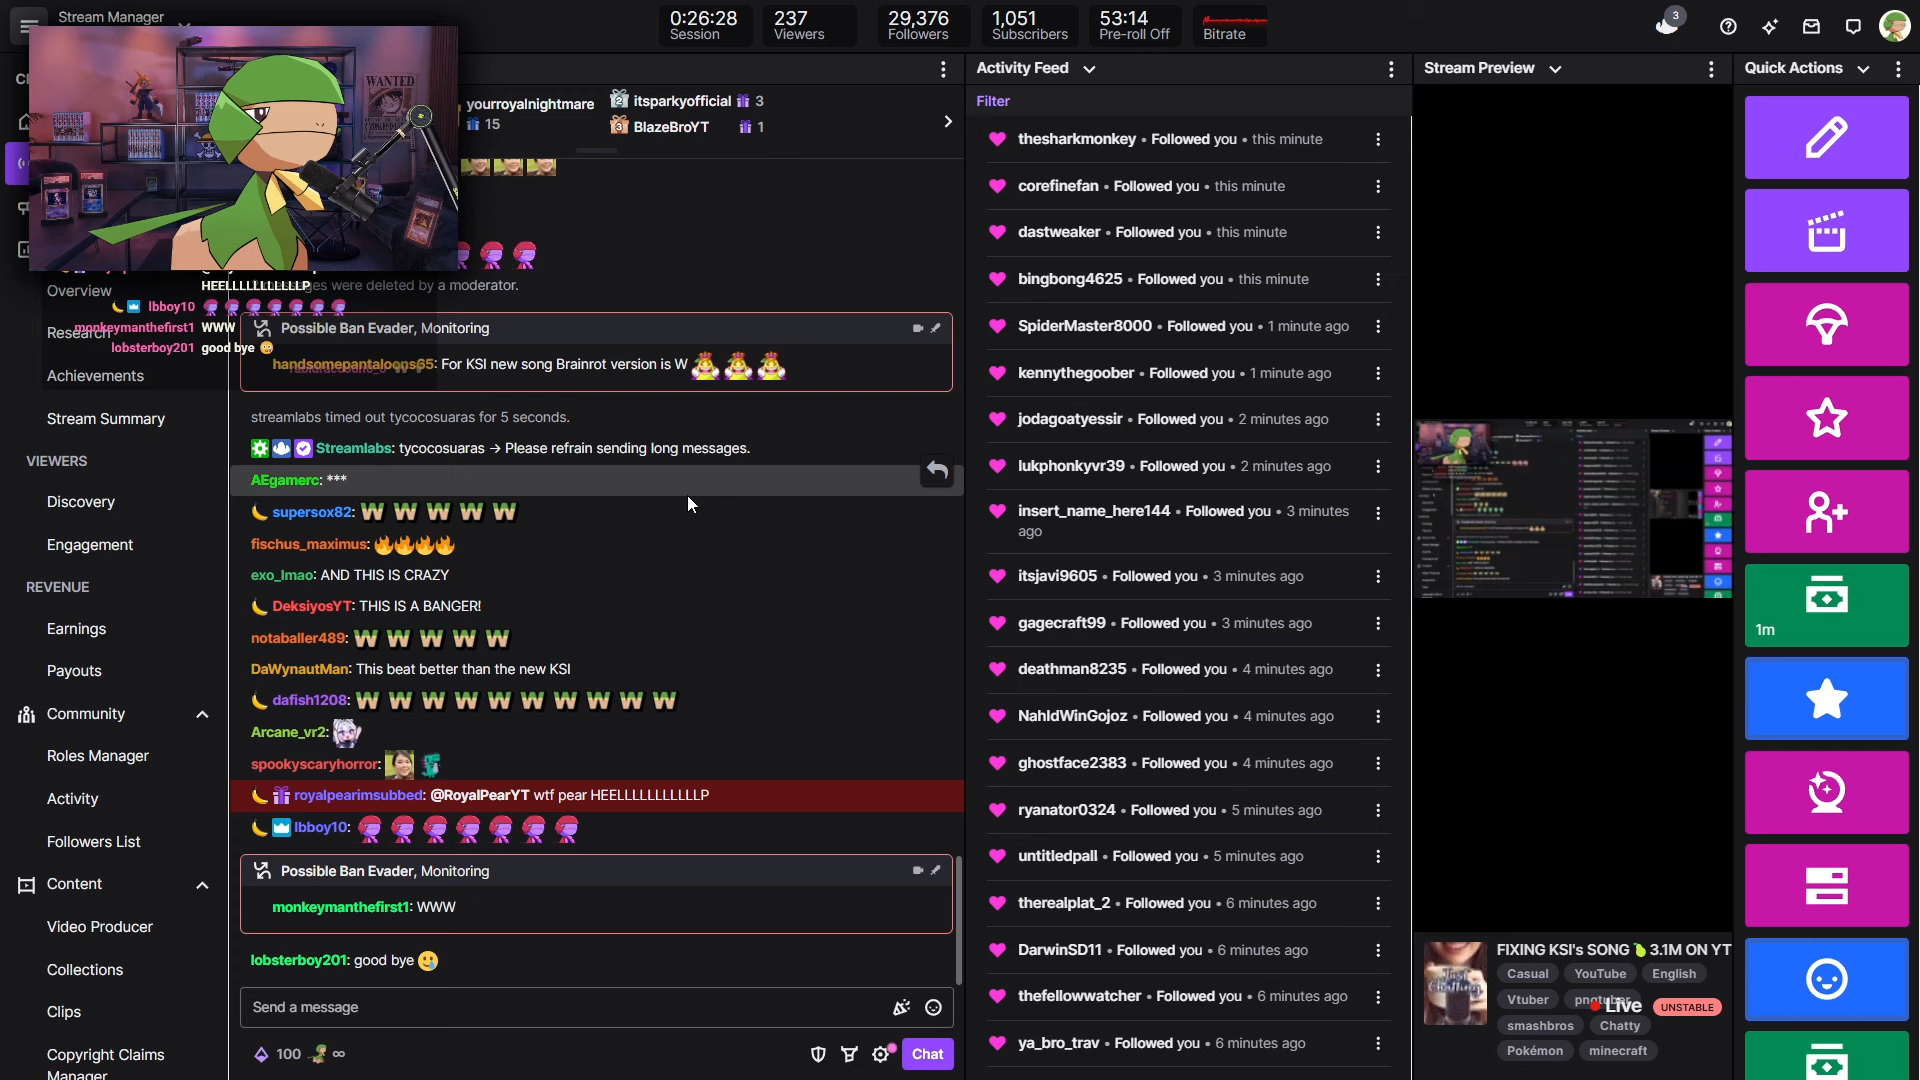 Stream Manager
0:26:28
Session
237
Viewers
29,376
Followers
1,051
Subscribers
53:14
Pre-roll Off
Bitrate
3
WANTED
yourroyalnightmare
15
2 itsparkyofficial 3
3 BlazeBroYT 1
Activity Feed
Stream Preview
Quick Actions
Filter
thesharkmonkey • Followed you • this minute
corefinefan • Followed you • this minute
dastweaker • Followed you • this minute
bingbong4625 • Followed you • this minute
SpiderMaster8000 • Followed you • 1 minute ago
kennythegoober • Followed you • 1 minute ago
jodagoatyessir • Followed you • 2 minutes ago
lukphonkyvr39 • Followed you • 2 minutes ago
insert_name_here144 • Followed you • 3 minutes
ago
itsjavi9605 • Followed you • 3 minutes ago
gagecraft99 • Followed you • 3 minutes ago
deathman8235 • Followed you • 4 minutes ago
NahIdWinGojoz • Followed you • 4 minutes ago
ghostface2383 • Followed you • 4 minutes ago
ryanator0324 • Followed you • 5 minutes ago
untitledpall • Followed you • 5 minutes ago
therealplat_2 • Followed you • 6 minutes ago
DarwinSD11 • Followed you • 6 minutes ago
thefellowwatcher • Followed you • 6 minutes ago
ya_bro_trav • Followed you • 6 minutes ago
messages were deleted by a moderator.
lbboy10
monkeymanthefirst1 WWW
lobsterboy201 good bye
Overview
Research
Achievements
Stream Summary
VIEWERS
Discovery
Engagement
REVENUE
Earnings
Payouts
Community
Roles Manager
Activity
Followers List
Content
Video Producer
Collections
Clips
Copyright Claims
Manager
Possible Ban Evader, Monitoring
handsomepantaloons65: For KSI new song Brainrot version is W
streamlabs timed out tycocosuaras for 5 seconds.
Streamlabs: tycocosuaras → Please refrain sending long messages.
AEgamerc: ***
supersox82: W W W W W
fischus_maximus: 🔥🔥🔥🔥
exo_lmao: AND THIS IS CRAZY
DeksiyosYT: THIS IS A BANGER!
notaballer489: W W W W W
DaWynautMan: This beat better than the new KSI
dafish1208: W W W W W W W W W W
Arcane_vr2:
spookyscaryhorror:
royalpearimsubbed: @RoyalPearYT wtf pear HEELLLLLLLLLLP
lbboy10:
Possible Ban Evader, Monitoring
monkeymanthefirst1: WWW
lobsterboy201: good bye 🥲
Send a message
100 ∞
Chat
1m
FIXING KSI's SONG 🍐 3.1M ON YT
Casual YouTube English
Vtuber pngtuber
Live UNSTABLE
smashbros Chatty
Pokémon minecraft
Just Chatting